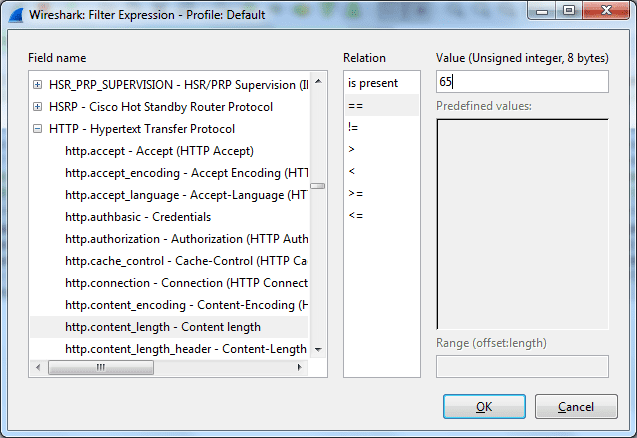 Wireshark: Filter Expression - Profile: Default
Field name
HSR_PRP_SUPERVISION - HSR/PRP Supervision (I
HSRP - Cisco Hot Standby Router Protocol
HTTP - Hypertext Transfer Protocol
http.accept - Accept (HTTP Accept)
http.accept_encoding - Accept Encoding (HT
http.accept_language - Accept-Language (HT
http.authbasic - Credentials
http.authorization - Authorization (HTTP Auth
http.cache_control - Cache-Control (HTTP Ca
http.connection - Connection (HTTP Connect
http.content_encoding - Content-Encoding (H
http.content_length - Content length
http.content_length_header - Content-Length
Relation
is present
==
!=
>
<
>=
<=
Value (Unsigned integer, 8 bytes)
65
Predefined values:
Range (offset:length)
OK
Cancel